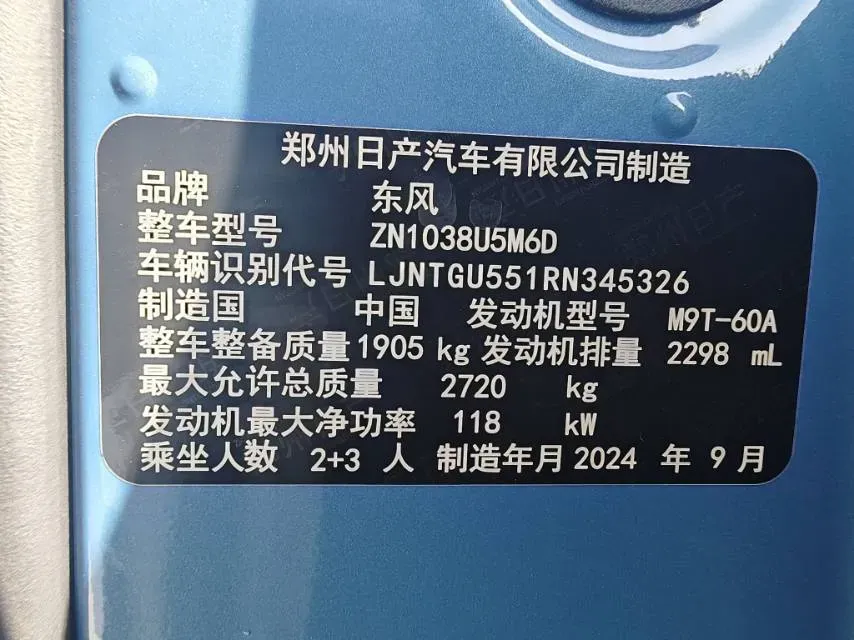 郑州日产汽车有限公司制造
品牌 东风
整车型号 ZN1038U5M6D
车辆识别代号 LJNTGU551RN345326
制造国 中国 发动机型号 M9T-60A
整车整备质量 1905 kg 发动机排量 2298 mL
最大允许总质量 2720 kg
发动机最大净功率 118 kW
乘坐人数 2+3 人 制造年月 2024 年 9 月